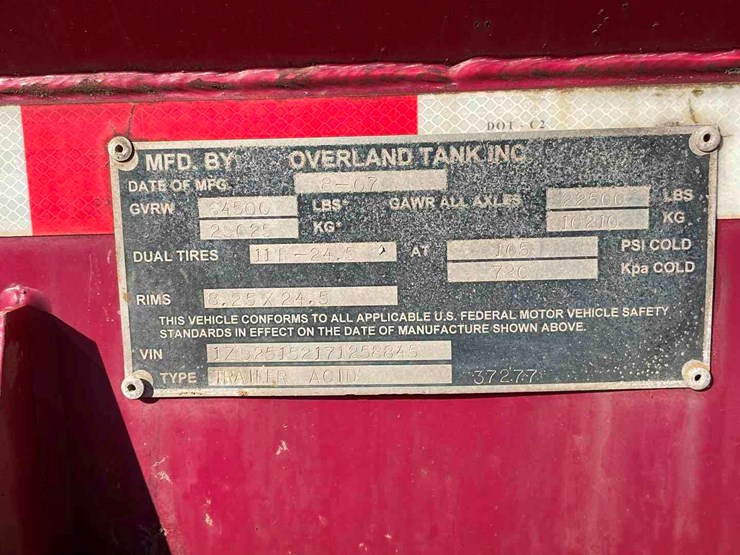 DOT-C2
MFD. BY OVERLAND TANK INC
DATE OF MFG 8-07
GVRW 64500 LBS* GAWR ALL AXLES 22500 LBS
KG* KG
DUAL TIRES 11R-24.5 AT 105 PSI COLD
Kpa COLD
RIMS 8.25 X 24.5
THIS VEHICLE CONFORMS TO ALL APPLICABLE U.S. FEDERAL MOTOR VEHICLE SAFETY
STANDARDS IN EFFECT ON THE DATE OF MANUFACTURE SHOWN ABOVE.
VIN
TYPE TRAILER ACID 37277